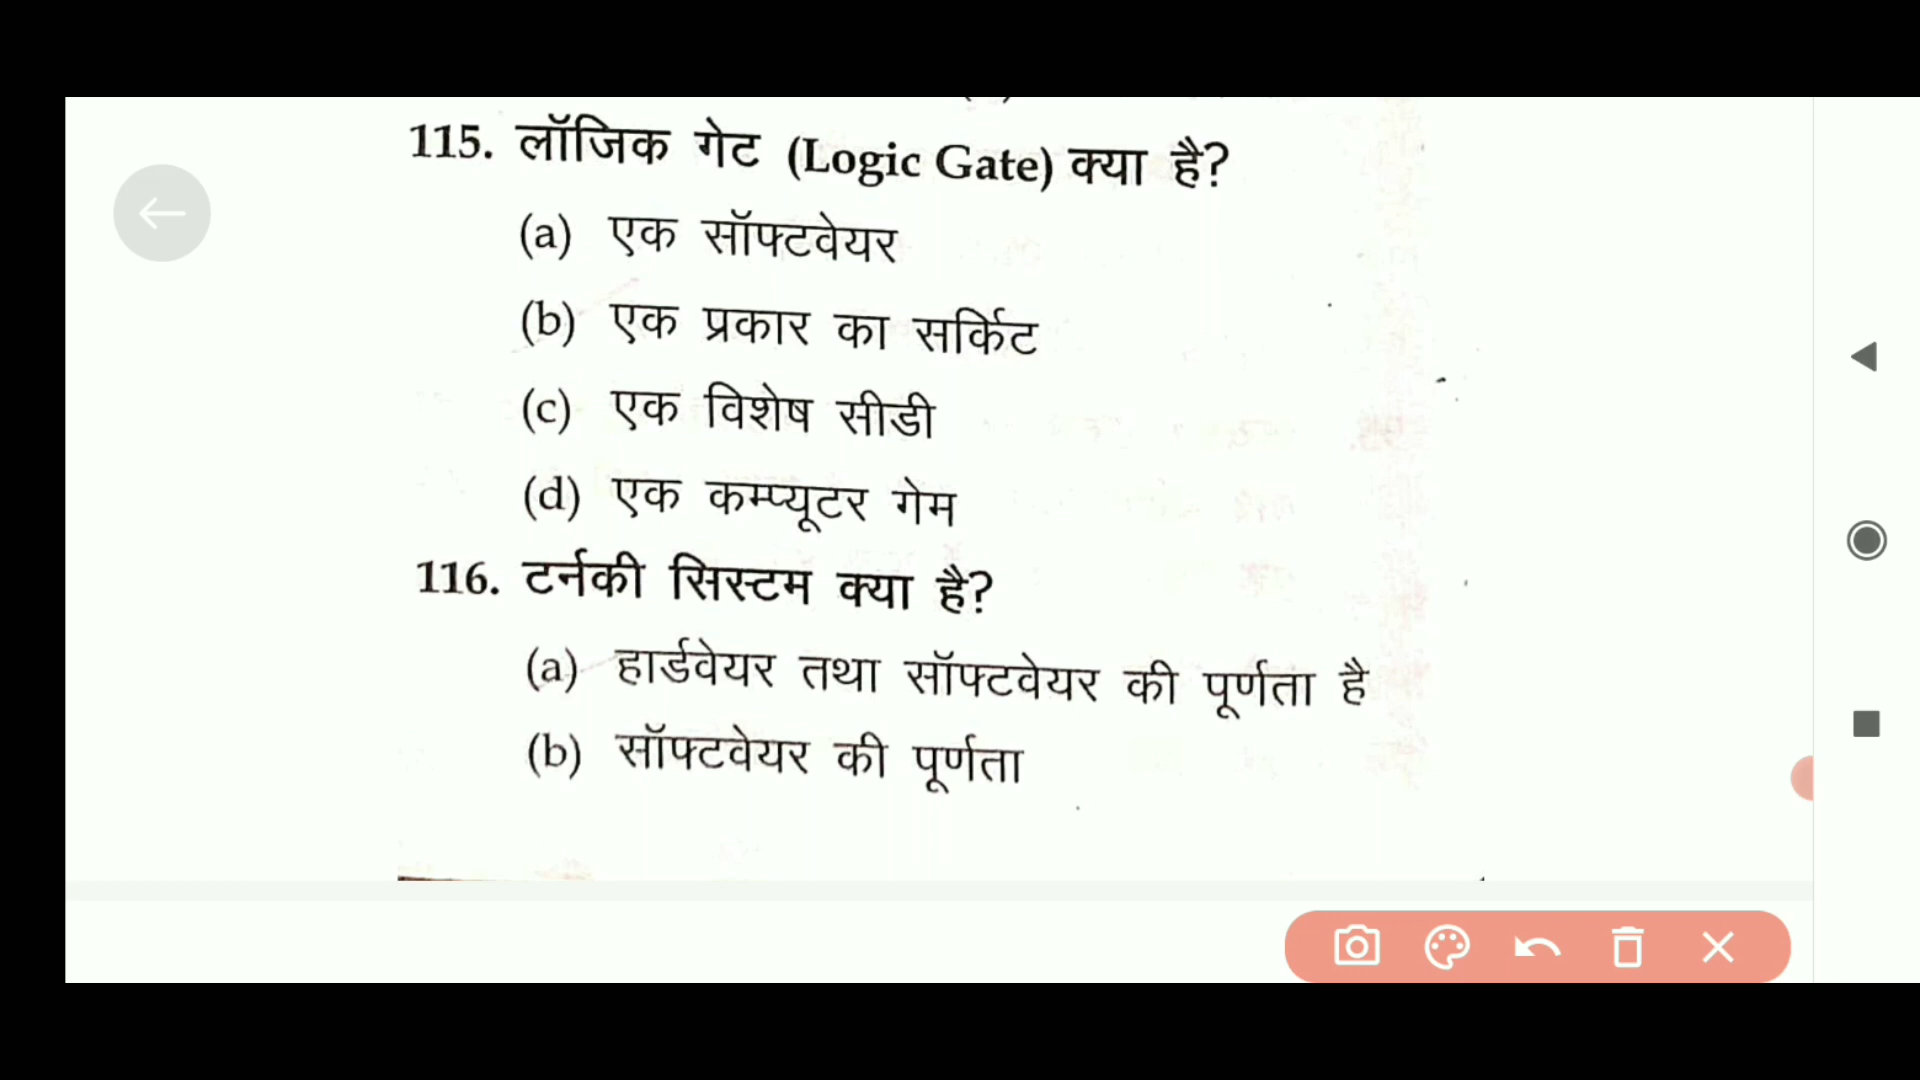 115. लॉजिक गेट (Logic Gate) क्या है?
(a) एक सॉफ्टवेयर
(b) एक प्रकार का सर्किट
(c) एक विशेष सीडी
(d) एक कम्प्यूटर गेम
116. टर्नकी सिस्टम क्या है?
(a) हार्डवेयर तथा सॉफ्टवेयर की पूर्णता है
(b) सॉफ्टवेयर की पूर्णता